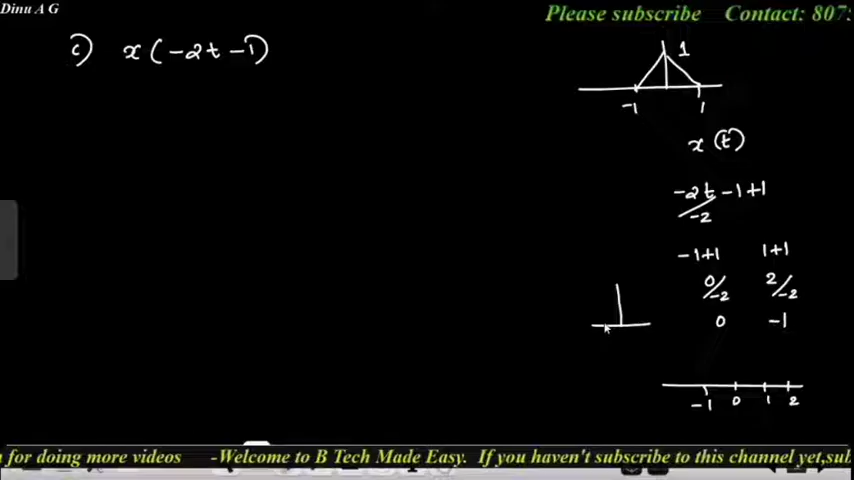 Dinu A G
Please subscribe Contact: 807
c) x(-2t-1)
1
-1 1
x(t)
-2t-1+1
-2
-1+1 1+1
0/-2 2/-2
0 -1
-1 0 1 2
n for doing more videos -Welcome to B Tech Made Easy. If you haven't subscribe to this channel yet,sub